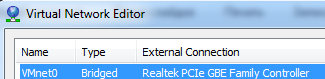 Virtual Network Editor
Name Type External Connection
VMnet0 Bridged Realtek PCIe GBE Family Controller